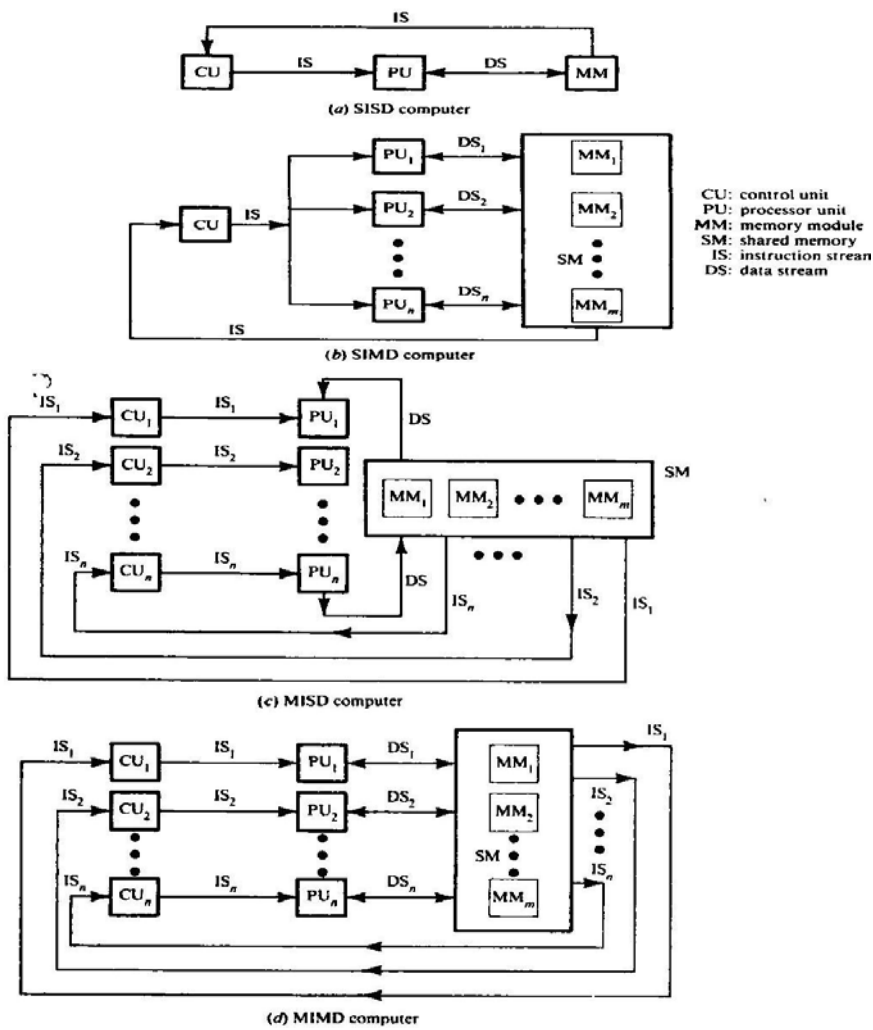 IS
CU IS PU DS MM
(a) SISD computer
PU₁ DS₁ MM₁
CU IS PU₂ DS₂ MM₂
SM
PUₙ DSₙ MMₘ
IS
(b) SIMD computer
CU: control unit
PU: processor unit
MM: memory module
SM: shared memory
IS: instruction stream
DS: data stream
IS₁ CU₁ IS₁ PU₁ DS
IS₂ CU₂ IS₂ PU₂
SM
MM₁ MM₂ MMₘ
ISₙ CUₙ ISₙ PUₙ DS
ISₙ IS₂ IS₁
(c) MISD computer
IS₁ CU₁ IS₁ PU₁ DS₁ MM₁ IS₁
IS₂ CU₂ IS₂ PU₂ DS₂ MM₂ IS₂
SM
ISₙ CUₙ ISₙ PUₙ DSₙ MMₘ ISₙ
(d) MIMD computer